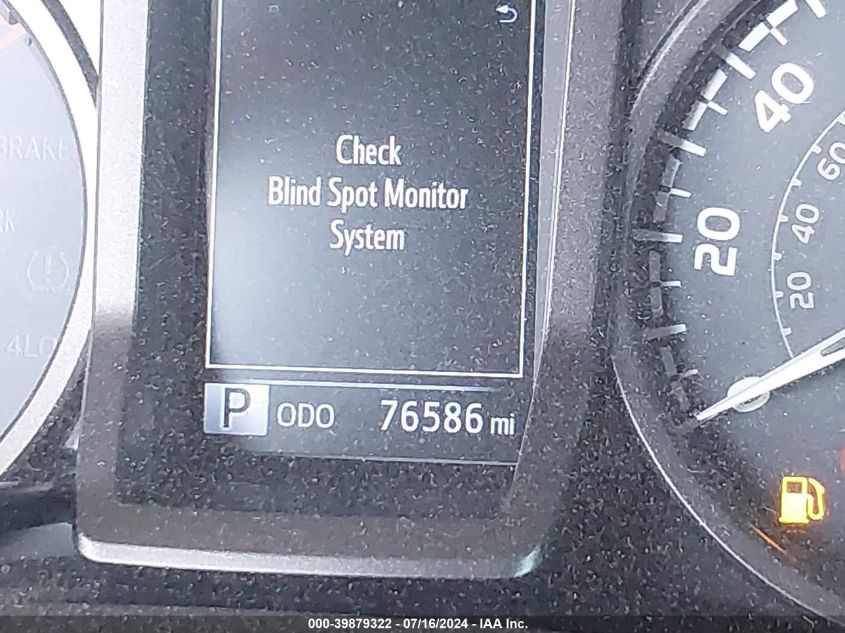 Check
Blind Spot Monitor
System
P ODO 76586 mi
BRAKE
4LO
40
20
60
40
20
000-39879322 - 07/16/2024 - IAA Inc.